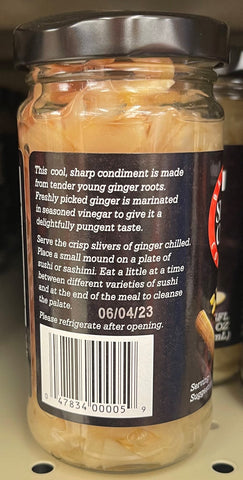 This cool, sharp condiment is made
from tender young ginger roots.
Freshly picked ginger is marinated
in seasoned vinegar to give it a
delightfully pungent taste.
Serve the crisp slivers of ginger chilled.
Place a small mound on a plate of
sushi or sashimi. Eat a little at a time
between different varieties of sushi
and at the end of the meal to cleanse
the palate.
06/04/23
Please refrigerate after opening.
0 47834 00005 9
Serving
OZ